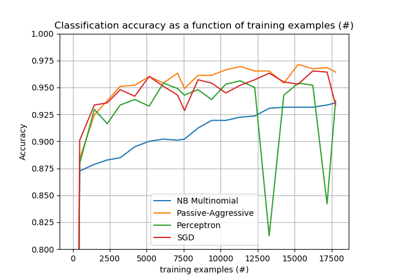 Classification accuracy as a function of training examples (#)
1.000
0.975
0.950
0.925
0.900
0.875
0.850
0.825
0.800
Accuracy
NB Multinomial
Passive-Aggressive
Perceptron
SGD
0 2500 5000 7500 10000 12500 15000 17500
training examples (#)